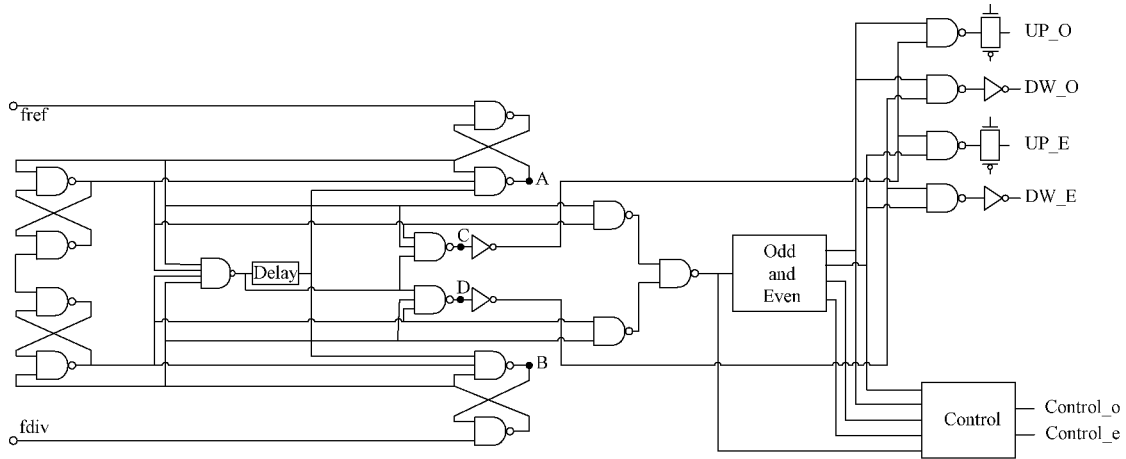 UP_O
DW_O
fref
UP_E
A
DW_E
C
Odd
and
Even
Delay
D
B
Control
Control_o
Control_e
fdiv